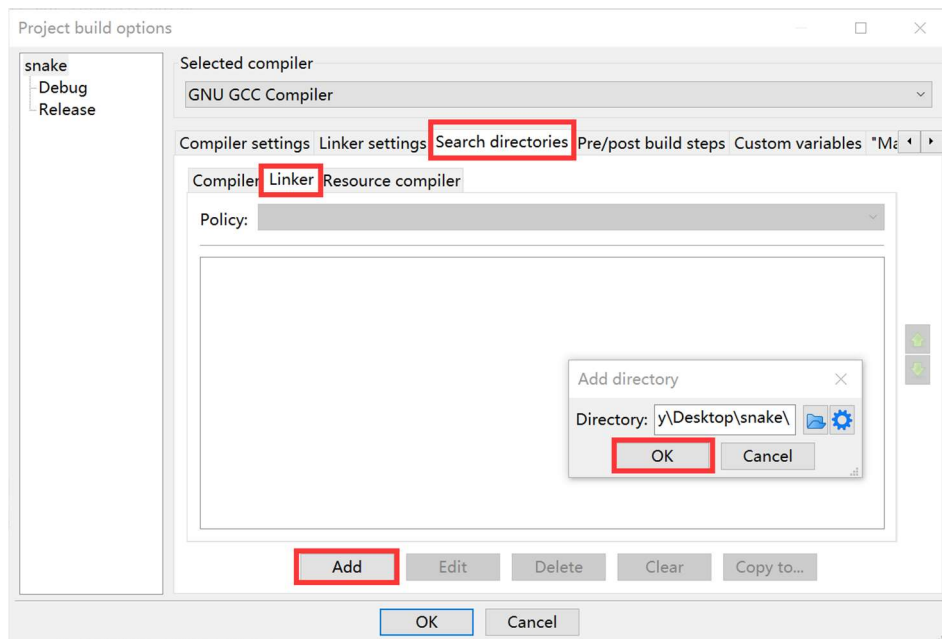 Project build options
snake
Debug
Release
Selected compiler
GNU GCC Compiler
Compiler settings Linker settings Search directories Pre/post build steps Custom variables "Ma
Compiler Linker Resource compiler
Policy:
Add directory
Directory: y\Desktop\snake\
OK Cancel
Add Edit Delete Clear Copy to...
OK Cancel